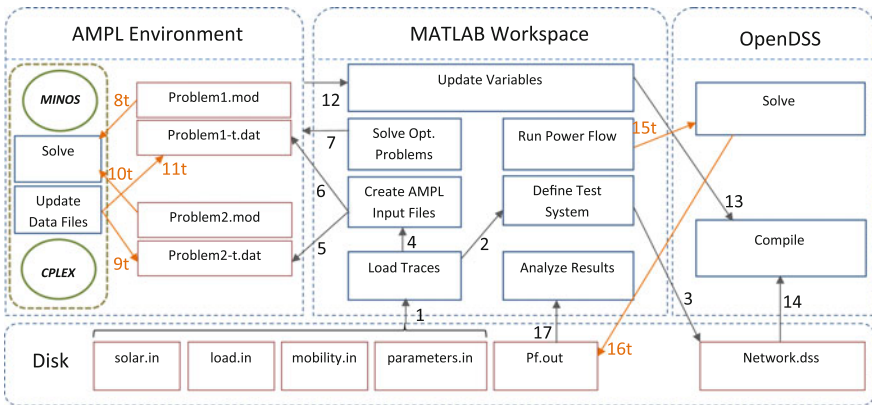 AMPL Environment
MATLAB Workspace
OpenDSS
MINOS
8t
Problem1.mod
12
Update Variables
Solve
Problem1-t.dat
7
Solve Opt.
Problems
Run Power Flow
15t
Solve
10t
11t
6
Update
Data Files
Problem2.mod
Create AMPL
Input Files
Define Test
System
13
CPLEX
9t
Problem2-t.dat
5
4
2
Load Traces
Analyze Results
3
Compile
1
17
14
Disk
solar.in
load.in
mobility.in
parameters.in
Pf.out
16t
Network.dss